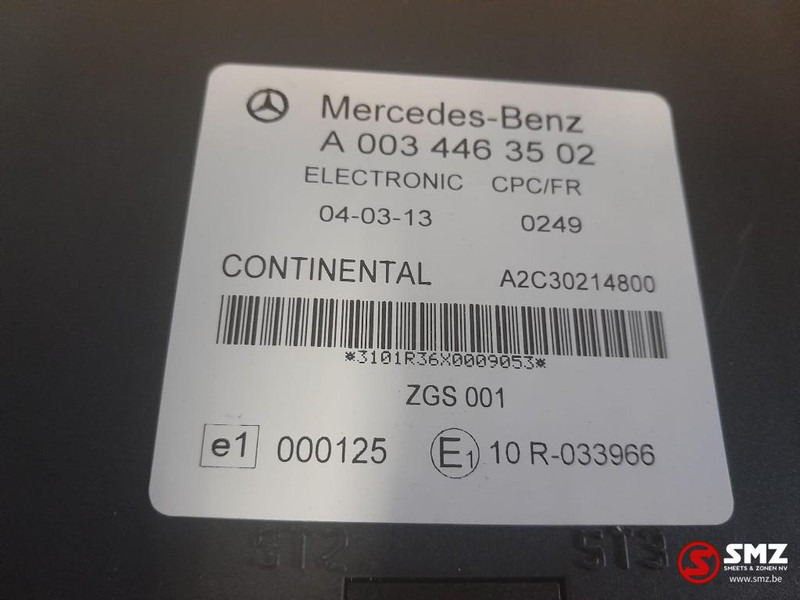 Mercedes-Benz
A 003 446 35 02
ELECTRONIC CPC/FR
04-03-13 0249
CONTINENTAL A2C30214800
*3101R36X0009053*
ZGS 001
e1 000125 E1 10 R-033966
ST2 ST3
SMZ
SMEETS & ZONEN NV
www.smz.be